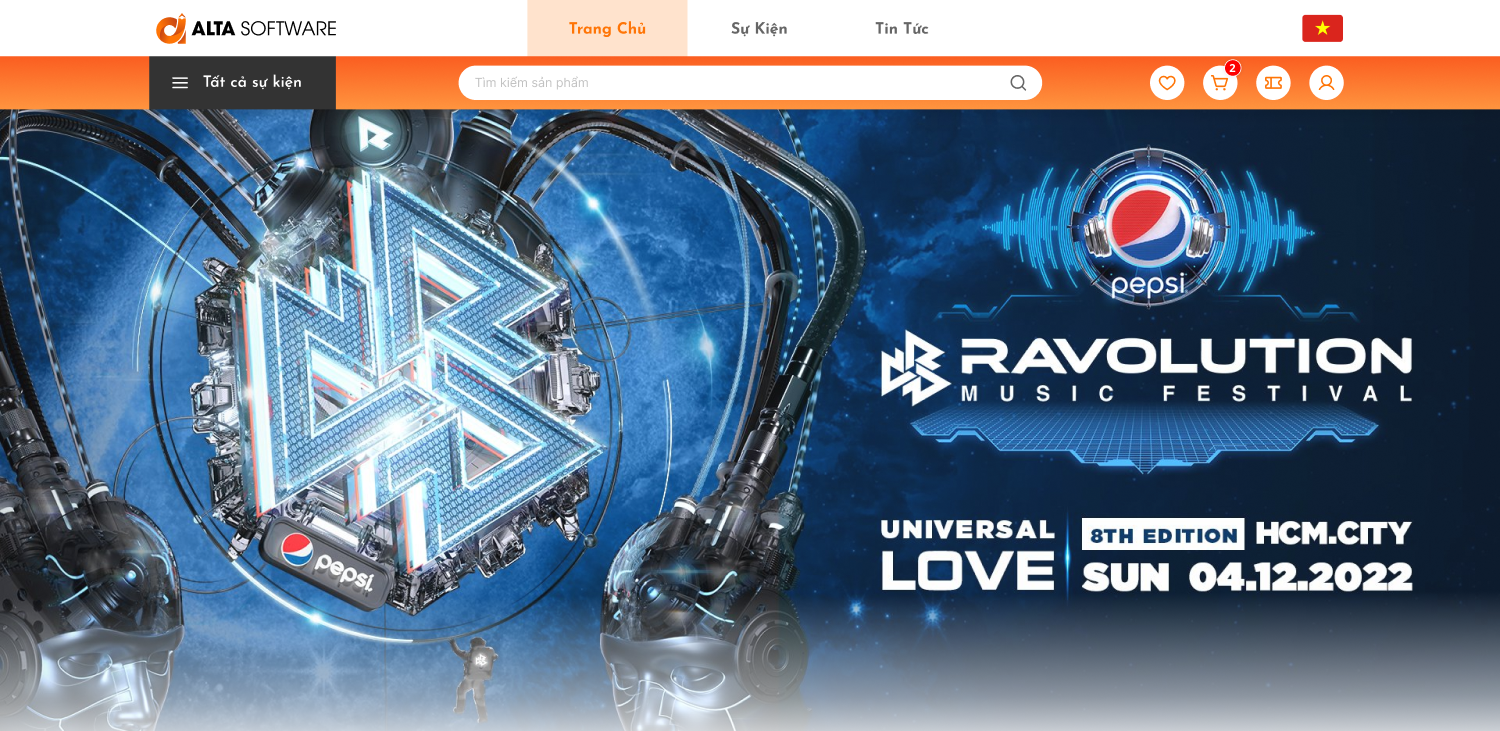 ALTA SOFTWARE
Trang Chủ
Sự Kiện
Tin Tức
Tất cả sự kiện
Tìm kiếm sản phẩm
2
pepsi
RAVOLUTION
MUSIC FESTIVAL
UNIVERSAL
LOVE
8TH EDITION HCM.CITY
SUN 04.12.2022
pepsi